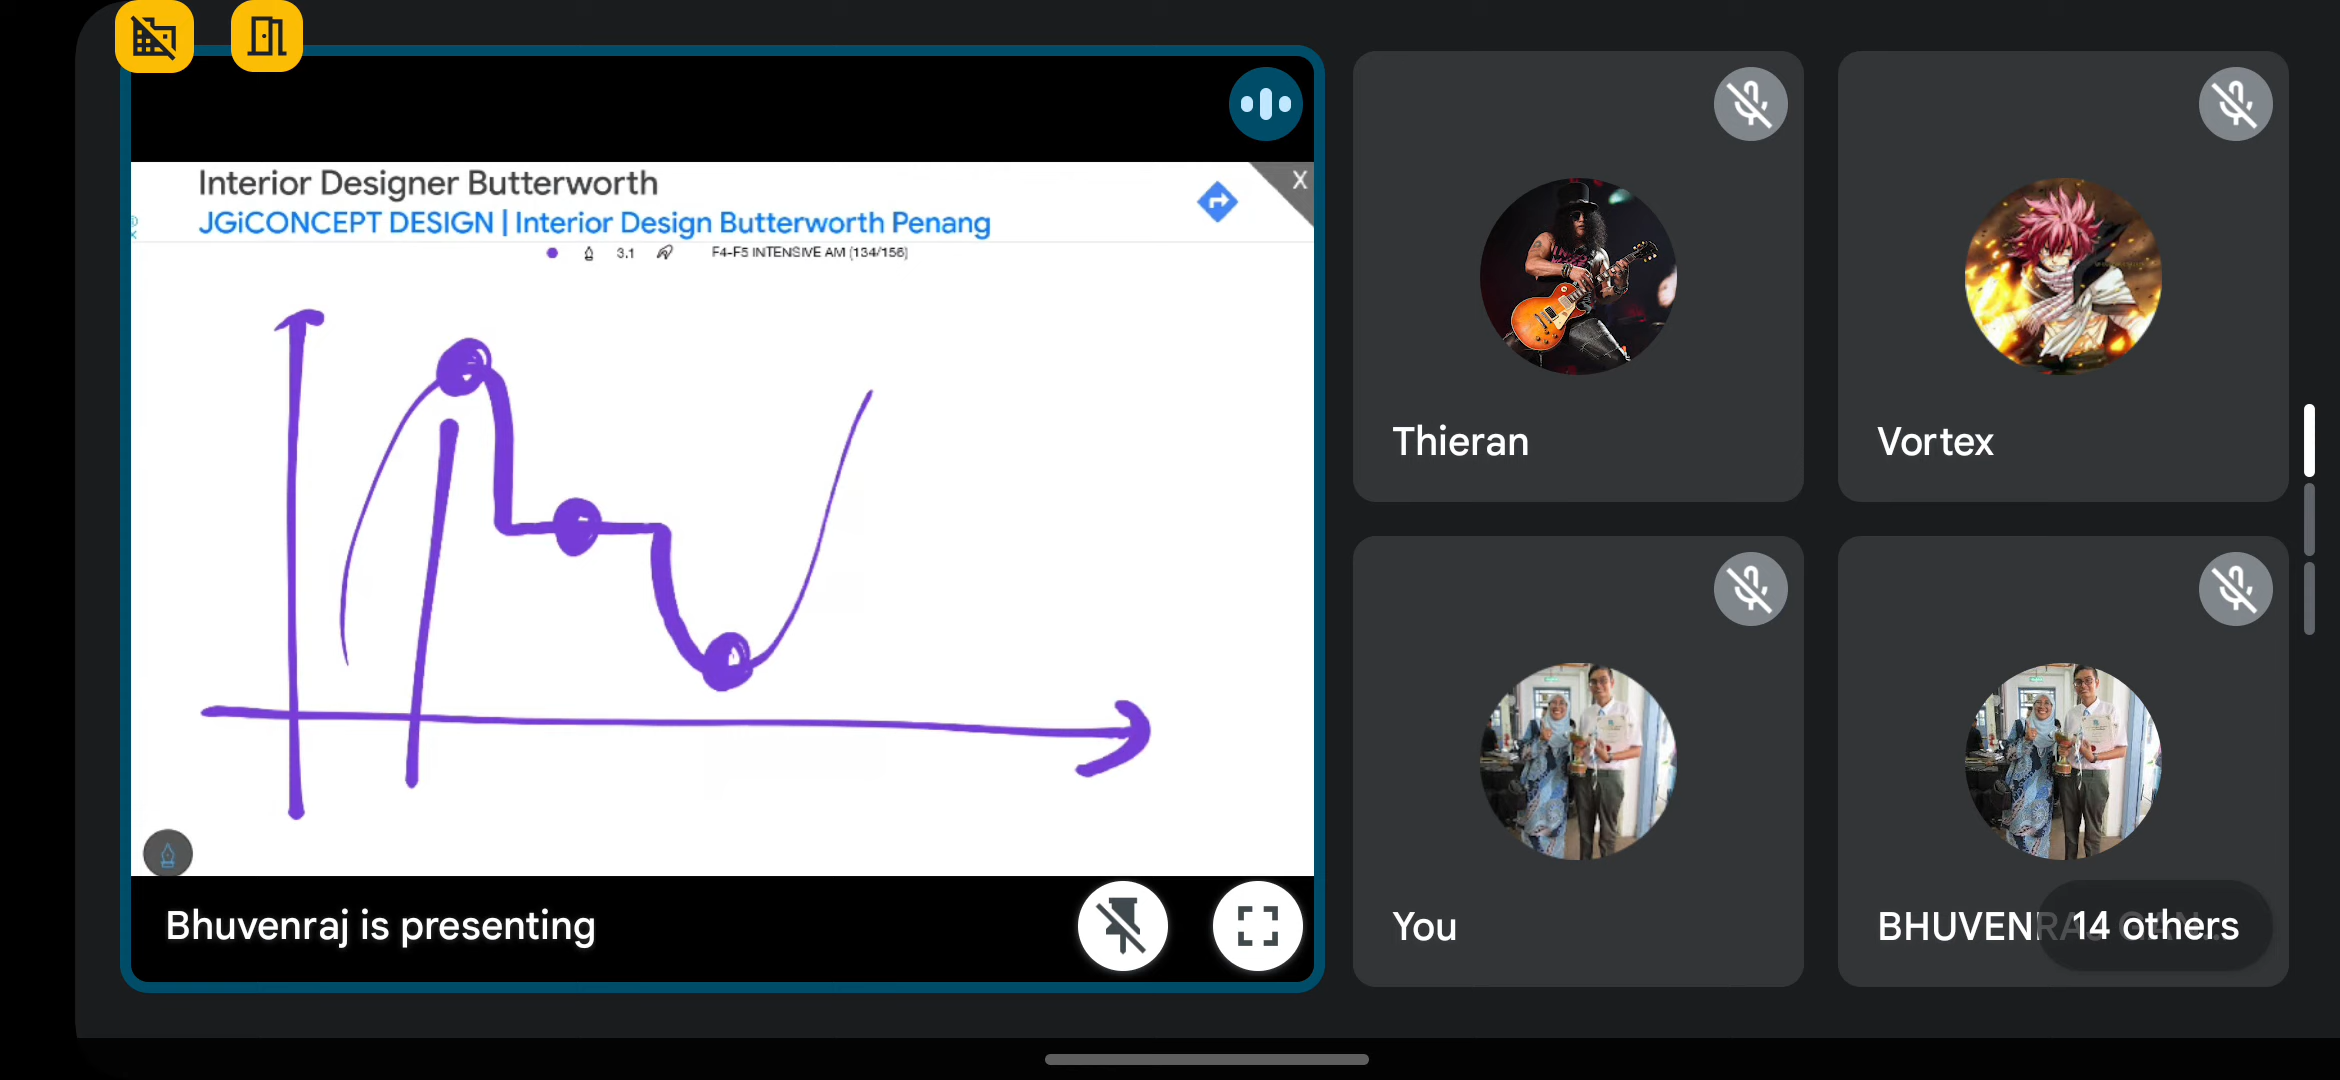 Interior Designer Butterworth
JGiCONCEPT DESIGN | Interior Design Butterworth Penang
X
3.1
F4-F5 INTENSIVE AM (134/156)
Bhuvenraj is presenting
Thieran
Vortex
You
BHUVENRA
14 others